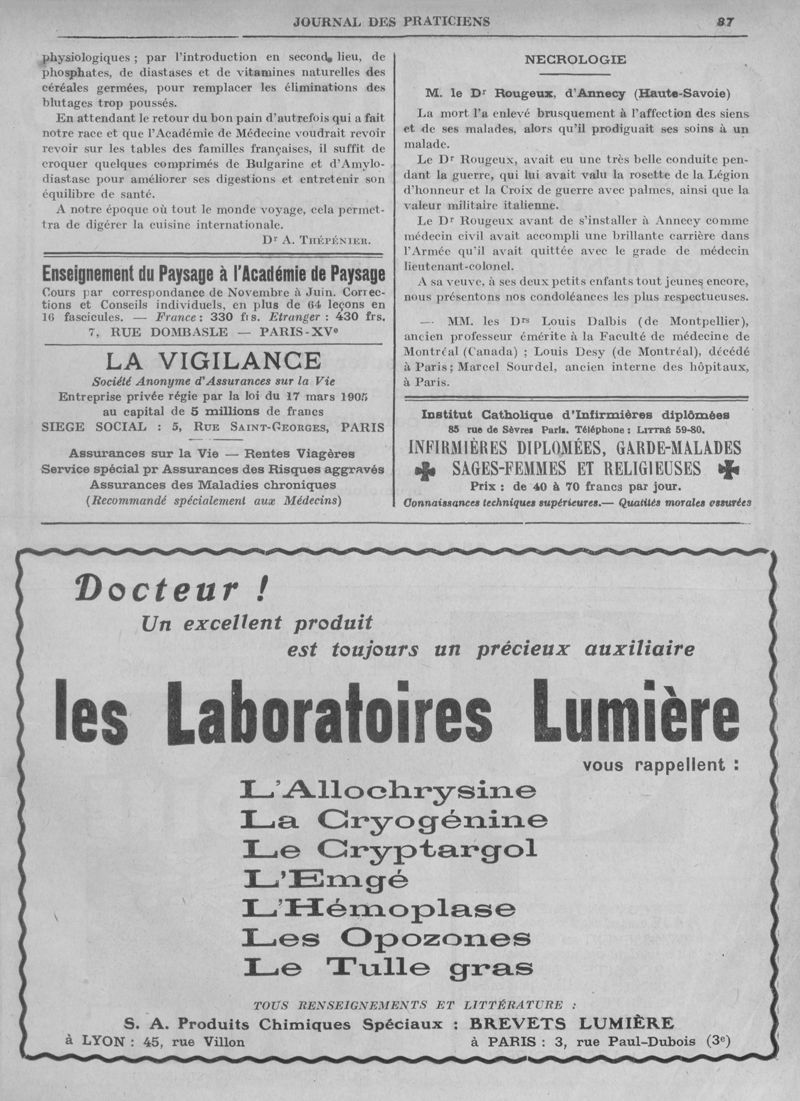 JOURNAL DES PRATICIENS 87
physiologiques ; par l'introduction en second, lieu, de
phosphates, de diastases et de vitamines naturelles des
céréales germées, pour remplacer les éliminations des
blutages trop poussés.
En attendant le retour du bon pain d'autrefois qui a fait
notre race et que l'Académie de Médecine voudrait revoir
revoir sur les tables des familles françaises, il suffit de
croquer quelques comprimés de Bulgarine et d'Amylo-
diastase pour améliorer ses digestions et entretenir son
équilibre de santé.
A notre époque où tout le monde voyage, cela permet-
tra de digérer la cuisine internationale.
Dr A. THÉPÉNIER.
Enseignement du Paysage à l'Académie de Paysage
Cours par correspondance de Novembre à Juin. Correc-
tions et Conseils individuels, en plus de 64 leçons en
16 fascicules. — France : 330 frs. Etranger : 430 frs.
7, RUE DOMBASLE — PARIS-XVe
LA VIGILANCE
Société Anonyme d'Assurances sur la Vie
Entreprise privée régie par la loi du 17 mars 1905
au capital de 5 millions de francs
SIEGE SOCIAL : 5, RUE SAINT-GEORGES, PARIS
Assurances sur la Vie — Rentes Viagères
Service spécial pr Assurances des Risques aggravés
Assurances des Maladies chroniques
(Recommandé spécialement aux Médecins)
NECROLOGIE
M. le Dr Rougeux, d'Annecy (Haute-Savoie)
La mort l'a enlevé brusquement à l'affection des siens
et de ses malades, alors qu'il prodiguait ses soins à un
malade.
Le Dr Rougeux, avait eu une très belle conduite pen-
dant la guerre, qui lui avait valu la rosette de la Légion
d'honneur et la Croix de guerre avec palmes, ainsi que la
valeur militaire italienne.
Le Dr Rougeux avant de s'installer à Annecy comme
médecin civil avait accompli une brillante carrière dans
l'Armée qu'il avait quittée avec le grade de médecin
lieutenant-colonel.
A sa veuve, à ses deux petits enfants tout jeunes encore,
nous présentons nos condoléances les plus respectueuses.
— MM. les Drs Louis Dalbis (de Montpellier),
ancien professeur émérite à la Faculté de médecine de
Montréal (Canada) ; Louis Desy (de Montréal), décédé
à Paris ; Marcel Sourdel, ancien interne des hôpitaux,
à Paris.
Institut Catholique d'Infirmières diplômées
85 rue de Sèvres Paris. Téléphone : LITTRÉ 59-80.
INFIRMIÈRES DIPLOMÉES, GARDE-MALADES
SAGES-FEMMES ET RELIGIEUSES
Prix : de 40 à 70 francs par jour.
Connaissances techniques supérieures.— Qualités morales assurées
Docteur !
Un excellent produit
est toujours un précieux auxiliaire
les Laboratoires Lumière
vous rappellent :
L'Allochrysine
La Cryogénine
Le Cryptargol
L'Emgé
L'Hémoplase
Les Opozones
Le Tulle gras
TOUS RENSEIGNEMENTS ET LITTÉRATURE :
S. A. Produits Chimiques Spéciaux : BREVETS LUMIÈRE
à LYON : 45, rue Villon à PARIS : 3, rue Paul-Dubois (3e)